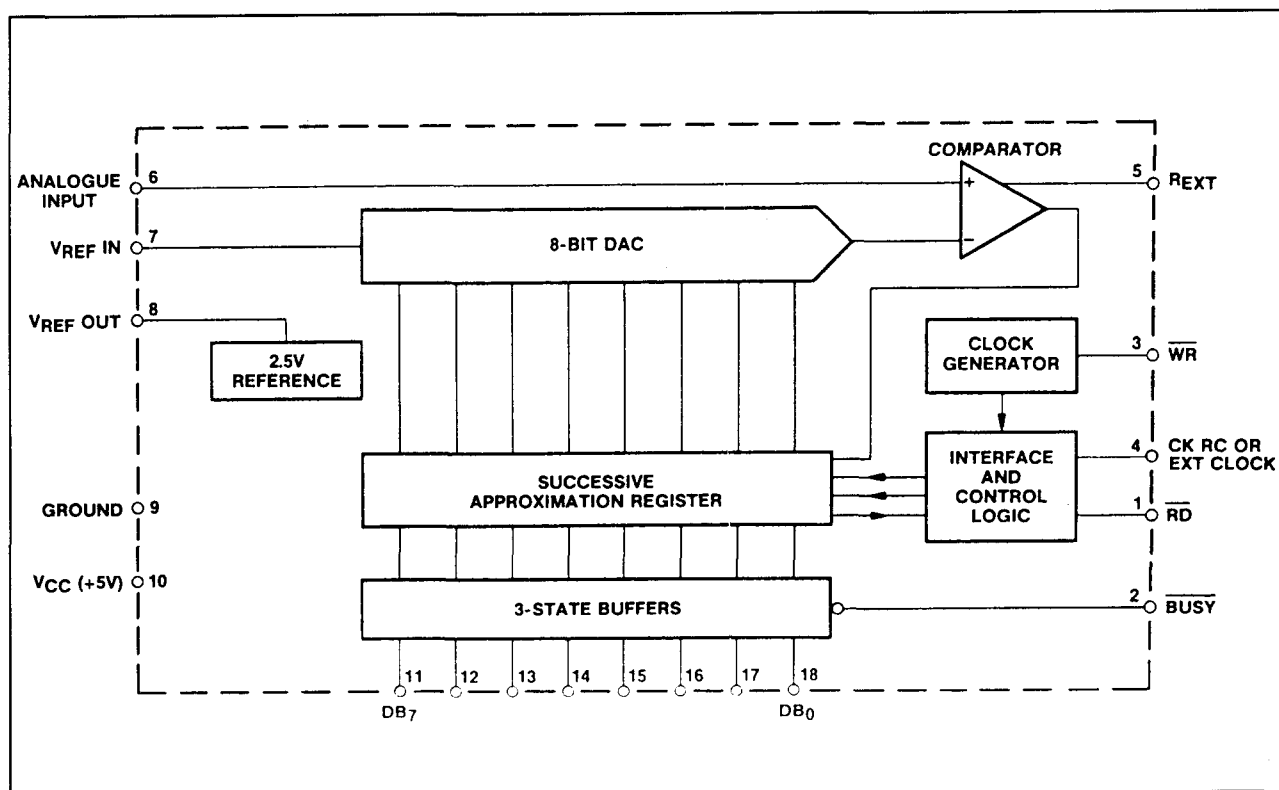 COMPARATOR
ANALOGUE
INPUT
6
+
5
REXT
VREF IN
7
8-BIT DAC
−
VREF OUT
8
2.5V
REFERENCE
CLOCK
GENERATOR
3
WR
INTERFACE
AND
CONTROL
LOGIC
4
CK RC OR
EXT CLOCK
SUCCESSIVE
APPROXIMATION REGISTER
1
RD
GROUND
9
VCC (+5V)
10
3-STATE BUFFERS
2
BUSY
11
12
13
14
15
16
17
18
DB7
DB0